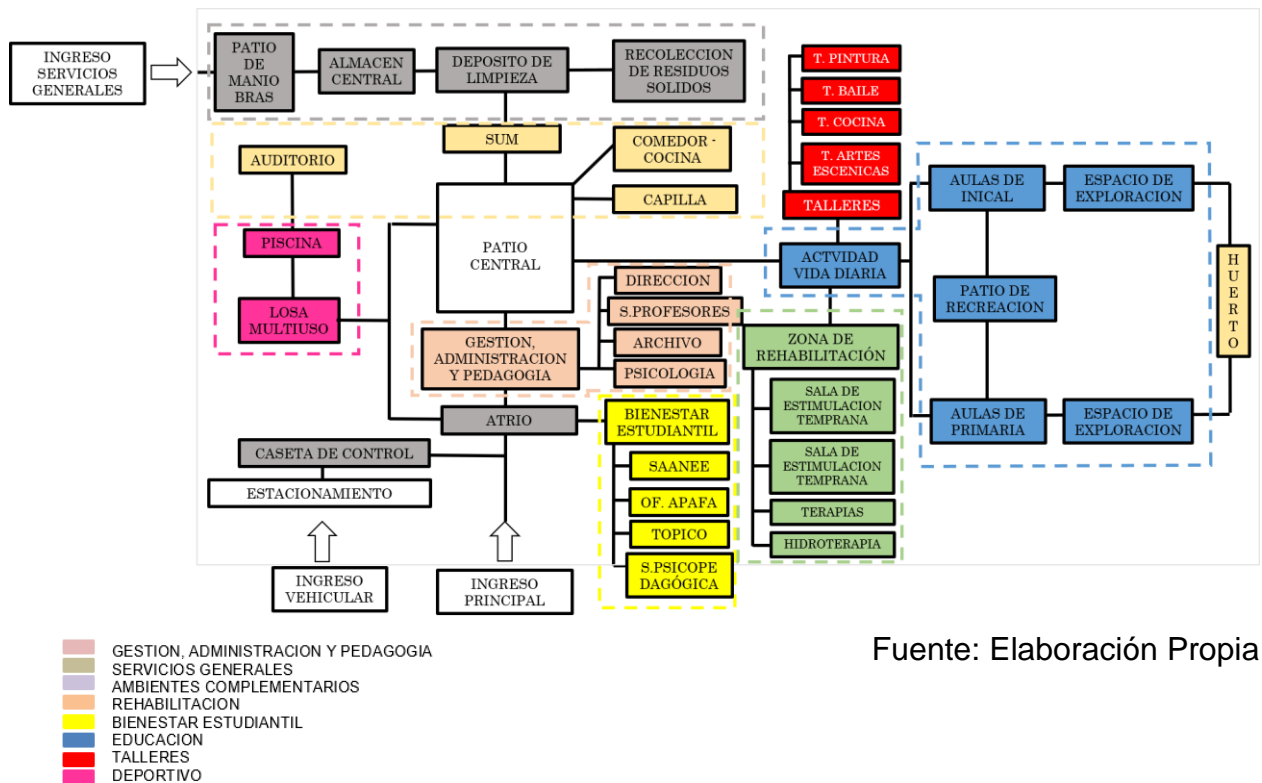 INGRESO
SERVICIOS
GENERALES
PATIO
DE
MANIO
BRAS
ALMACEN
CENTRAL
DEPOSITO DE
LIMPIEZA
RECOLECCION
DE RESIDUOS
SOLIDOS
T. PINTURA
T. BAILE
T. COCINA
T. ARTES
ESCENICAS
TALLERES
SUM
COMEDOR -
COCINA
AUDITORIO
CAPILLA
AULAS DE
INICAL
ESPACIO DE
EXPLORACION
PISCINA
PATIO
CENTRAL
ACTVIDAD
VIDA DIARIA
HUERTO
DIRECCION
S.PROFESORES
ARCHIVO
PSICOLOGIA
PATIO DE
RECREACION
LOSA
MULTIUSO
GESTION,
ADMINISTRACION
Y PEDAGOGIA
ZONA DE
REHABILITACIÓN
SALA DE
ESTIMULACION
TEMPRANA
ATRIO
BIENESTAR
ESTUDIANTIL
AULAS DE
PRIMARIA
ESPACIO DE
EXPLORACION
CASETA DE CONTROL
ESTACIONAMIENTO
SAANEE
OF. APAFA
TOPICO
S.PSICOPE
DAGÓGICA
SALA DE
ESTIMULACION
TEMPRANA
TERAPIAS
HIDROTERAPIA
INGRESO
VEHICULAR
INGRESO
PRINCIPAL
Fuente: Elaboración Propia
GESTION, ADMINISTRACION Y PEDAGOGIA
SERVICIOS GENERALES
AMBIENTES COMPLEMENTARIOS
REHABILITACION
BIENESTAR ESTUDIANTIL
EDUCACION
TALLERES
DEPORTIVO